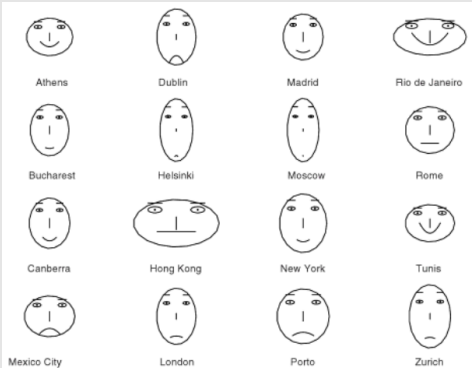 Athens Dublin Madrid Rio de Janeiro
Bucharest Helsinki Moscow Rome
Canberra Hong Kong New York Tunis
Mexico City London Porto Zurich